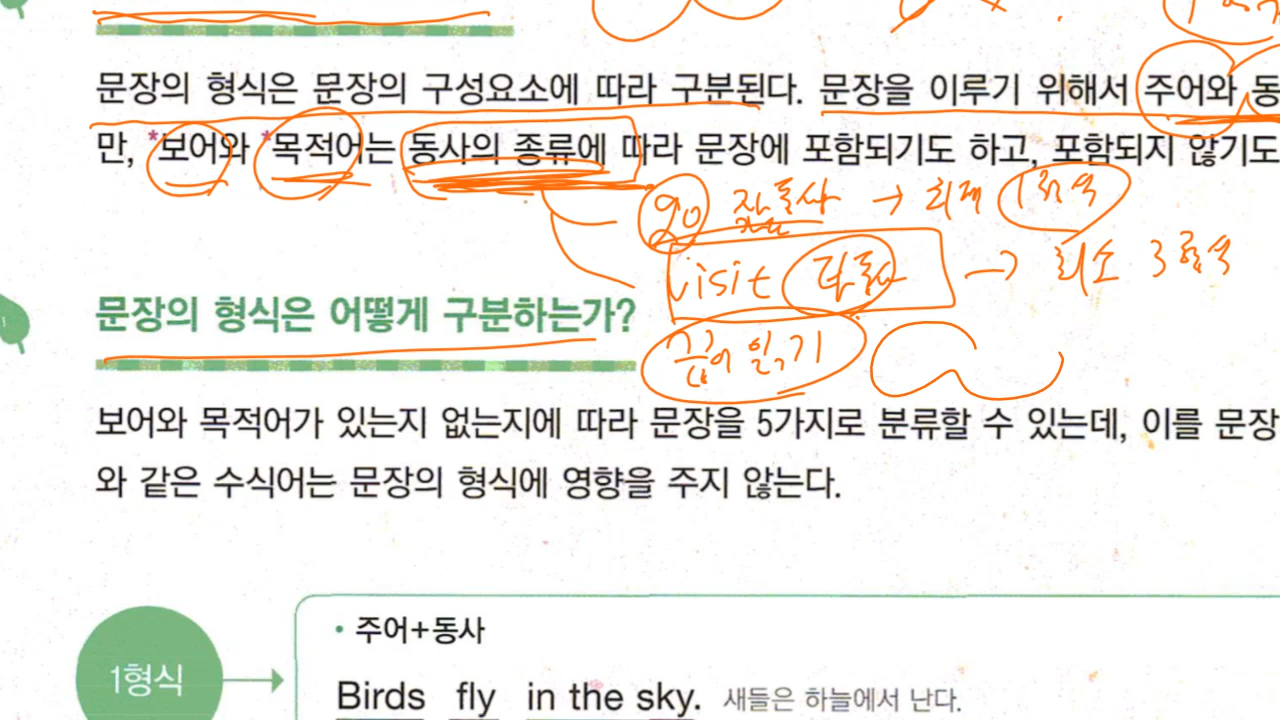 문장의 형식은 문장의 구성요소에 따라 구분된다. 문장을 이루기 위해서 주어와 동
만, *보어와 *목적어는 동사의 종류에 따라 문장에 포함되기도 하고, 포함되지 않기도
go 자동사 → 최대 1형식
visit 타동사 → 최소 3형식
문장의 형식은 어떻게 구분하는가?
끊어 읽기
보어와 목적어가 있는지 없는지에 따라 문장을 5가지로 분류할 수 있는데, 이를 문장
와 같은 수식어는 문장의 형식에 영향을 주지 않는다.
• 주어+동사
1형식
Birds fly in the sky. 새들은 하늘에서 난다.